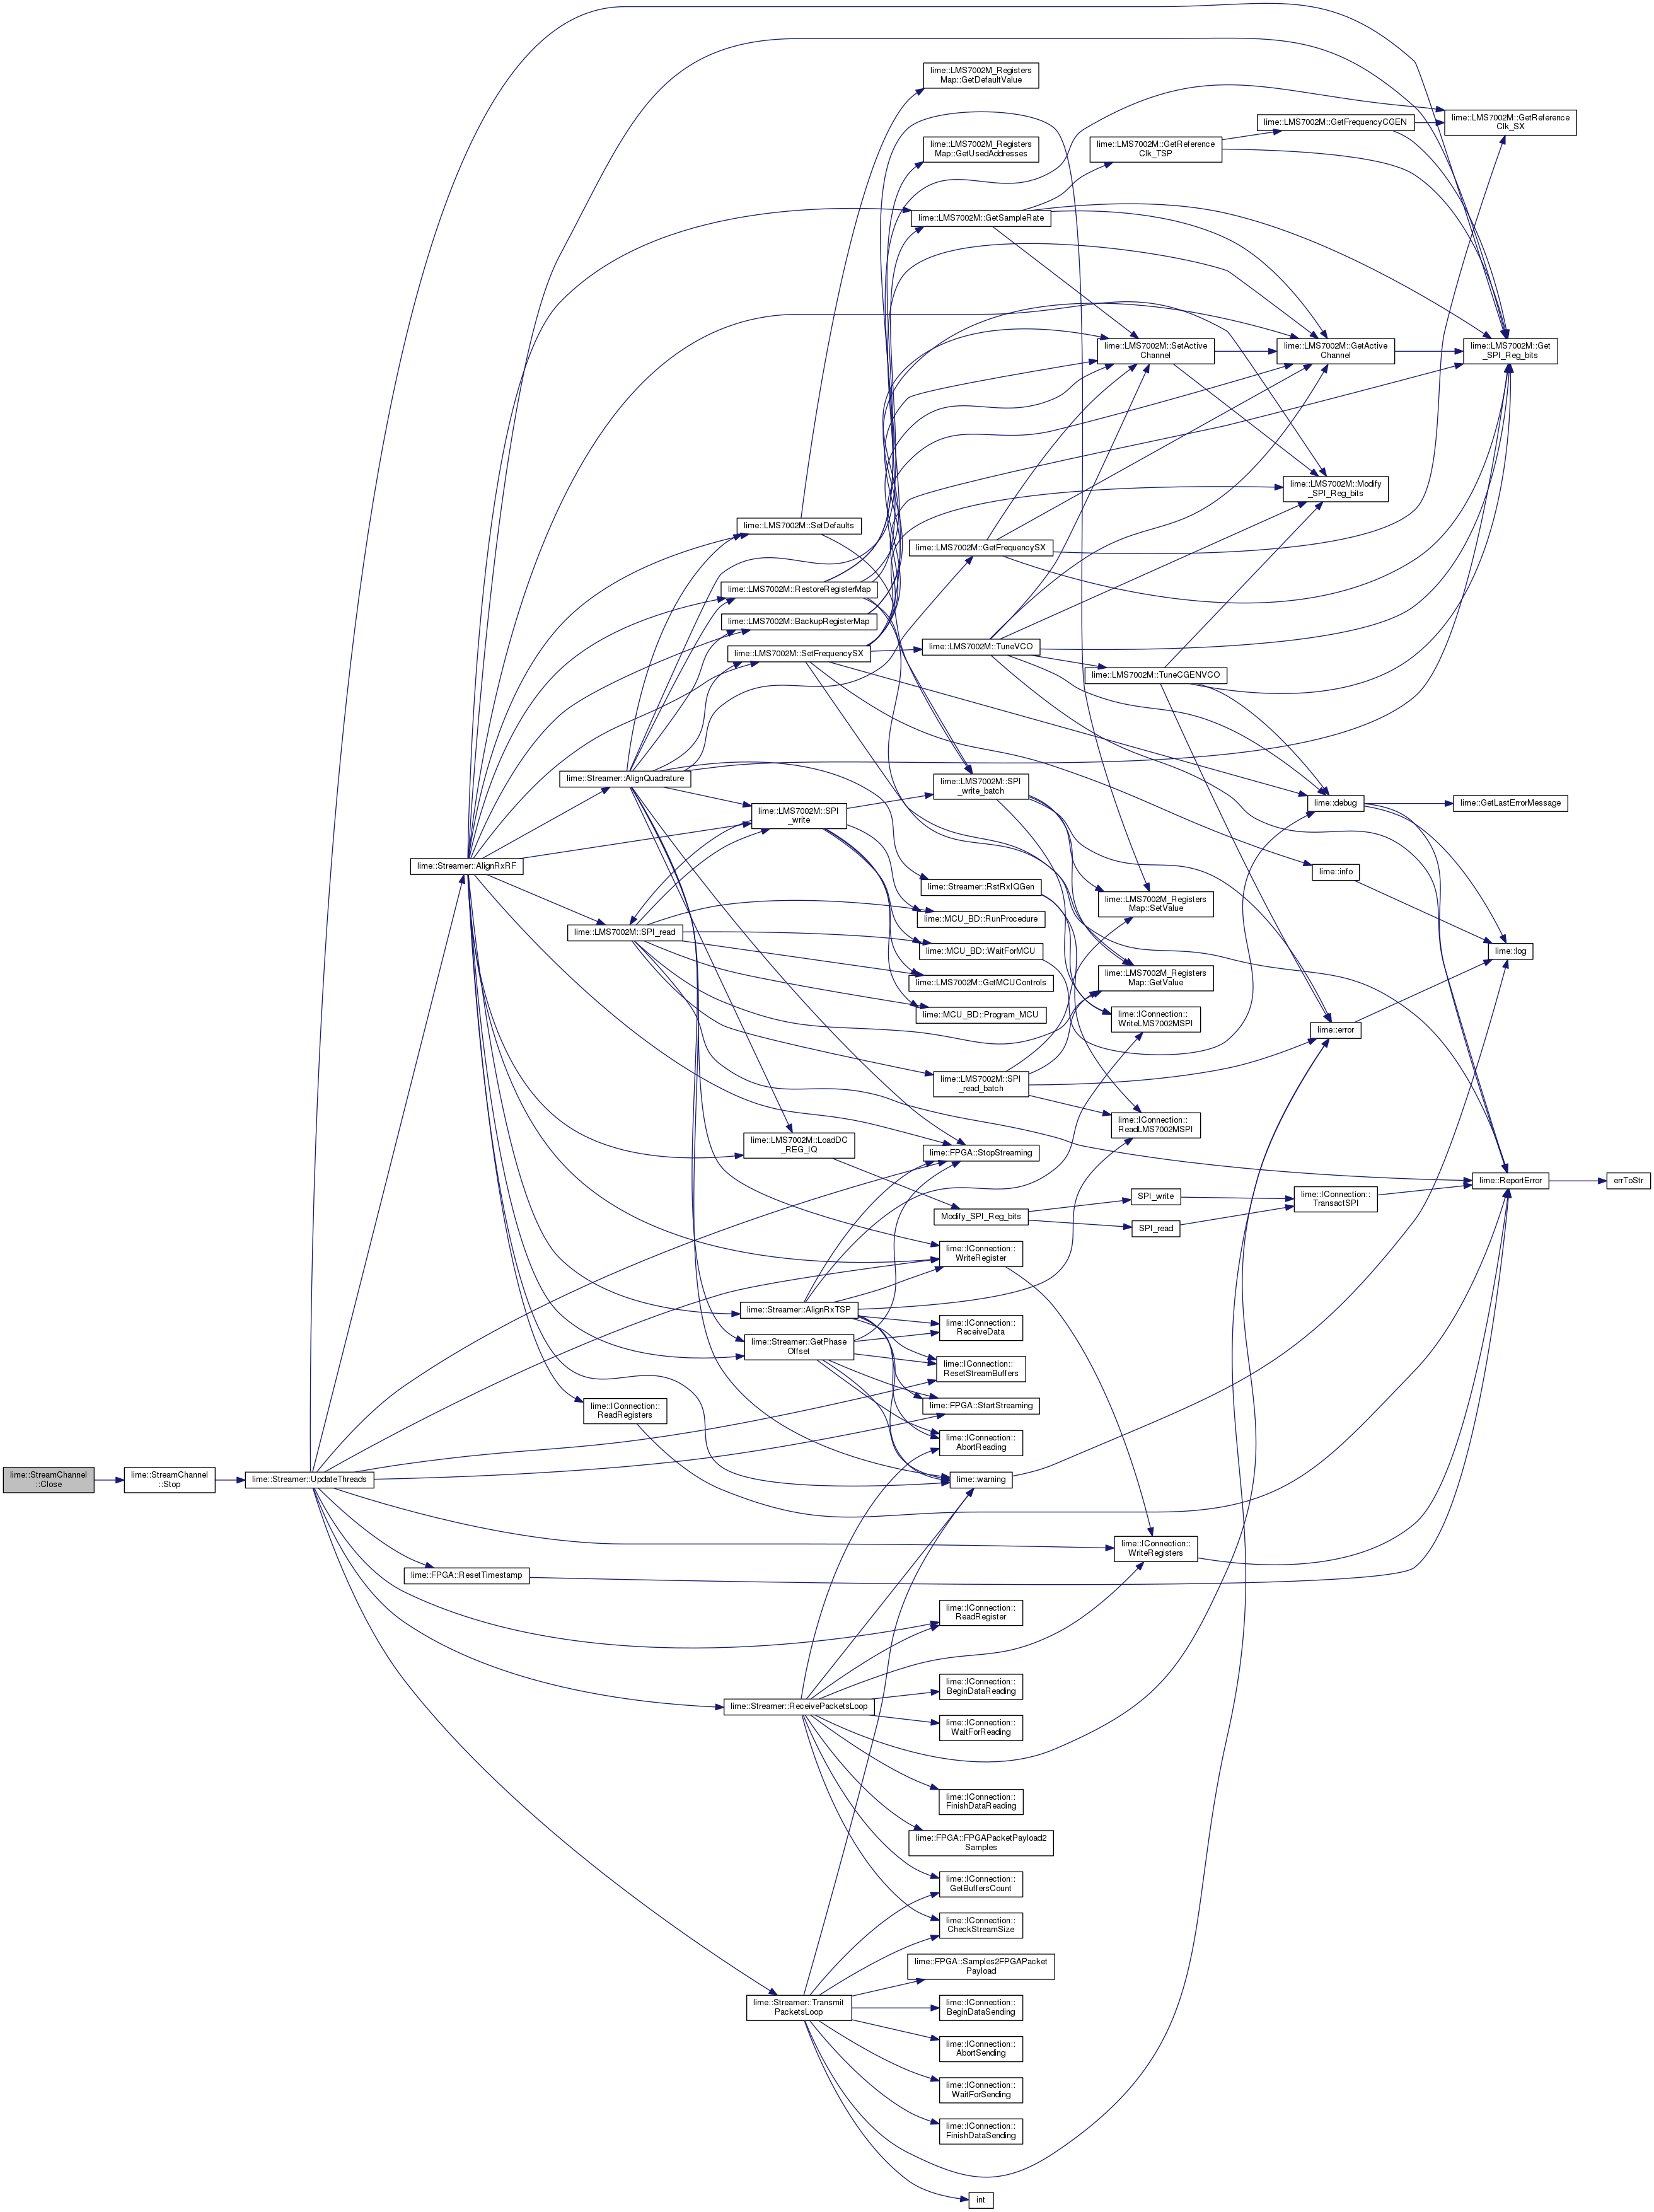 lime::LMS7002M_Registers
Map::GetDefaultValue
lime::LMS7002M::GetReference
Clk_SX
lime::LMS7002M::GetFrequencyCGEN
lime::LMS7002M_Registers
Map::GetUsedAddresses
lime::LMS7002M::GetReference
Clk_TSP
lime::LMS7002M::GetSampleRate
lime::LMS7002M::SetActive
Channel
lime::LMS7002M::GetActive
Channel
lime::LMS7002M::Get
_SPI_Reg_bits
lime::LMS7002M::Modify
_SPI_Reg_bits
lime::LMS7002M::SetDefaults
lime::LMS7002M::GetFrequencySX
lime::LMS7002M::RestoreRegisterMap
lime::LMS7002M::BackupRegisterMap
lime::LMS7002M::SetFrequencySX
lime::LMS7002M::TuneVCO
lime::LMS7002M::TuneCGENVCO
lime::Streamer::AlignQuadrature
lime::LMS7002M::SPI
_write_batch
lime::debug
lime::GetLastErrorMessage
lime::LMS7002M::SPI
_write
lime::Streamer::AlignRxRF
lime::info
lime::Streamer::RstRxIQGen
lime::LMS7002M_Registers
Map::SetValue
lime::MCU_BD::RunProcedure
lime::LMS7002M::SPI_read
lime::MCU_BD::WaitForMCU
lime::log
lime::LMS7002M_Registers
Map::GetValue
lime::LMS7002M::GetMCUControls
lime::MCU_BD::Program_MCU
lime::IConnection::
WriteLMS7002MSPI
lime::error
lime::LMS7002M::SPI
_read_batch
lime::IConnection::
ReadLMS7002MSPI
lime::LMS7002M::LoadDC
_REG_IQ
lime::FPGA::StopStreaming
lime::ReportError
errToStr
SPI_write
lime::IConnection::
TransactSPI
Modify_SPI_Reg_bits
SPI_read
lime::IConnection::
WriteRegister
lime::Streamer::AlignRxTSP
lime::IConnection::
ReceiveData
lime::Streamer::GetPhase
Offset
lime::IConnection::
ResetStreamBuffers
lime::IConnection::
ReadRegisters
lime::FPGA::StartStreaming
lime::IConnection::
AbortReading
lime::StreamChannel
::Close
lime::StreamChannel
::Stop
lime::Streamer::UpdateThreads
lime::warning
lime::IConnection::
WriteRegisters
lime::FPGA::ResetTimestamp
lime::IConnection::
ReadRegister
lime::Streamer::ReceivePacketsLoop
lime::IConnection::
BeginDataReading
lime::IConnection::
WaitForReading
lime::IConnection::
FinishDataReading
lime::FPGA::FPGAPacketPayload2
Samples
lime::IConnection::
GetBuffersCount
lime::IConnection::
CheckStreamSize
lime::FPGA::Samples2FPGAPacket
Payload
lime::Streamer::Transmit
PacketsLoop
lime::IConnection::
BeginDataSending
lime::IConnection::
AbortSending
lime::IConnection::
WaitForSending
lime::IConnection::
FinishDataSending
int